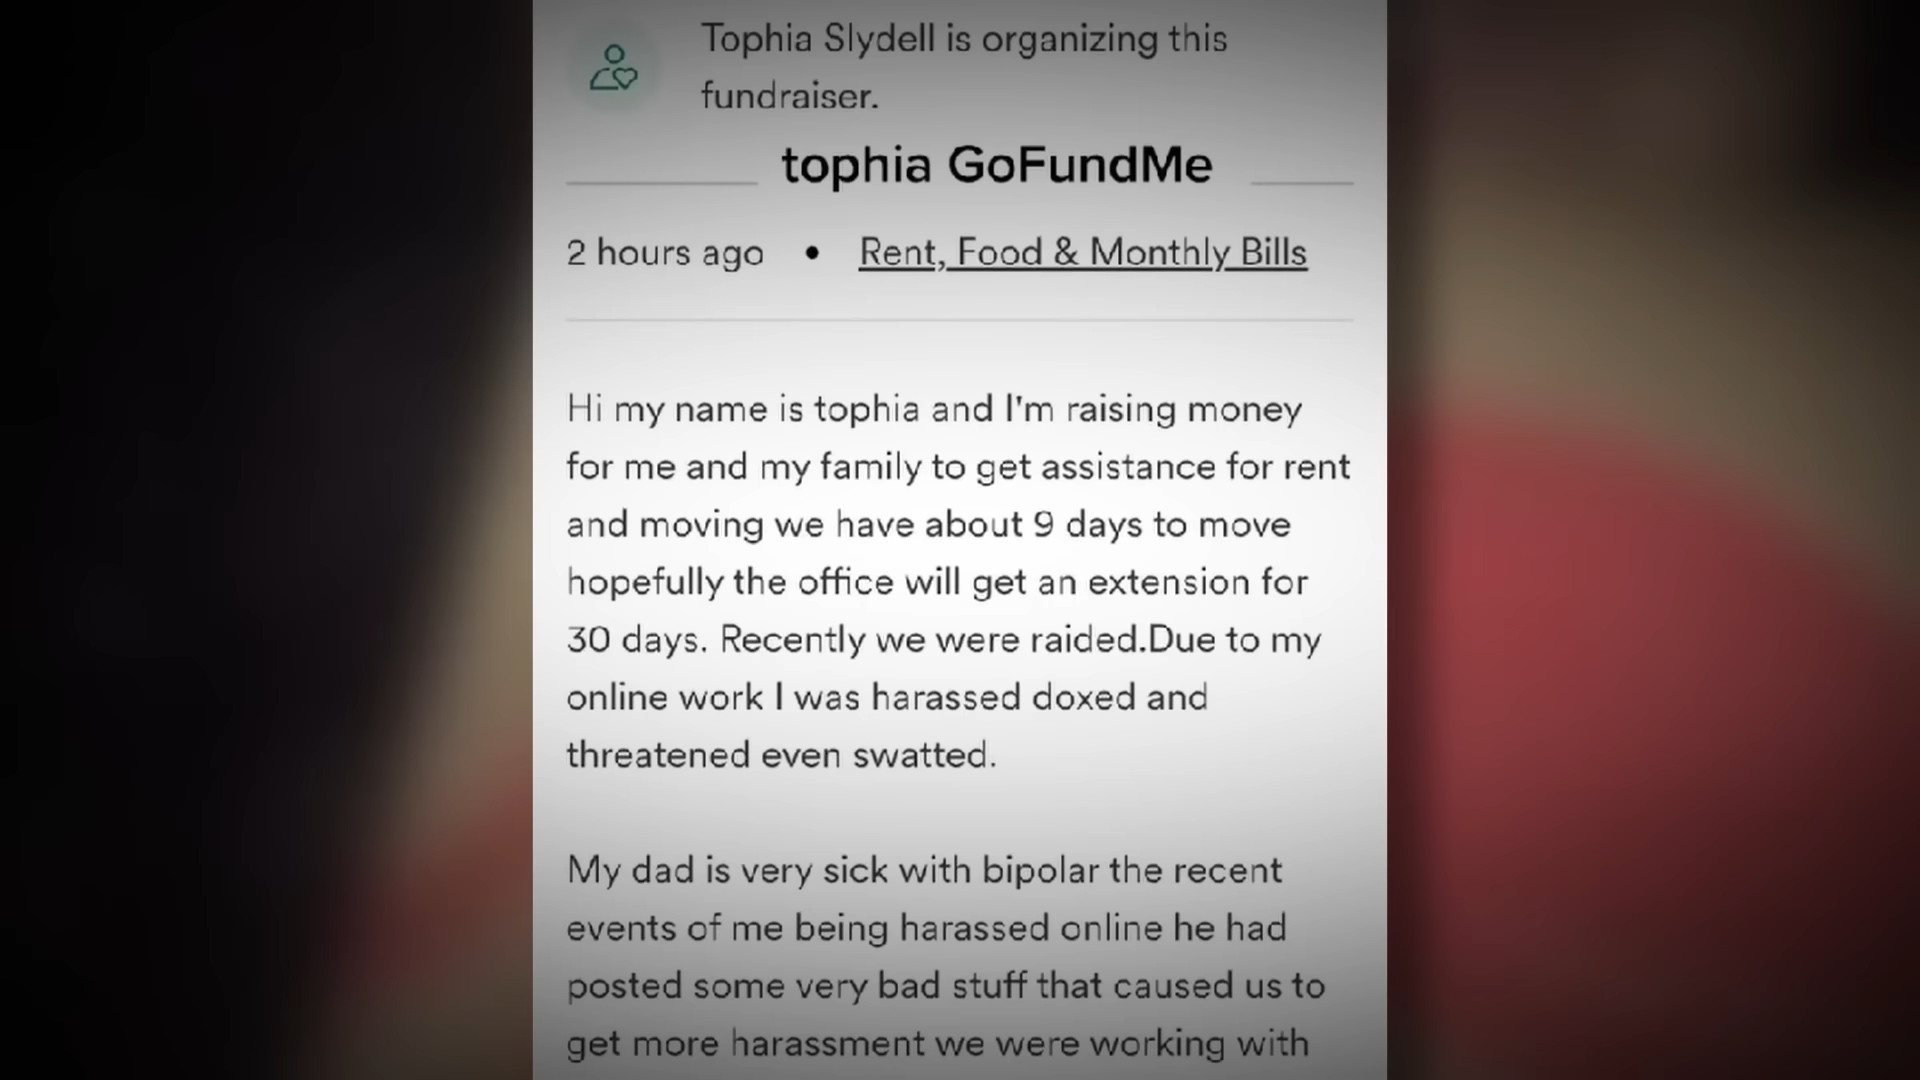 Tophia Slydell is organizing this
fundraiser.
tophia GoFundMe
2 hours ago • Rent, Food & Monthly Bills
Hi my name is tophia and I'm raising money
for me and my family to get assistance for rent
and moving we have about 9 days to move
hopefully the office will get an extension for
30 days. Recently we were raided.Due to my
online work I was harassed doxed and
threatened even swatted.
My dad is very sick with bipolar the recent
events of me being harassed online he had
posted some very bad stuff that caused us to
get more harassment we were working with